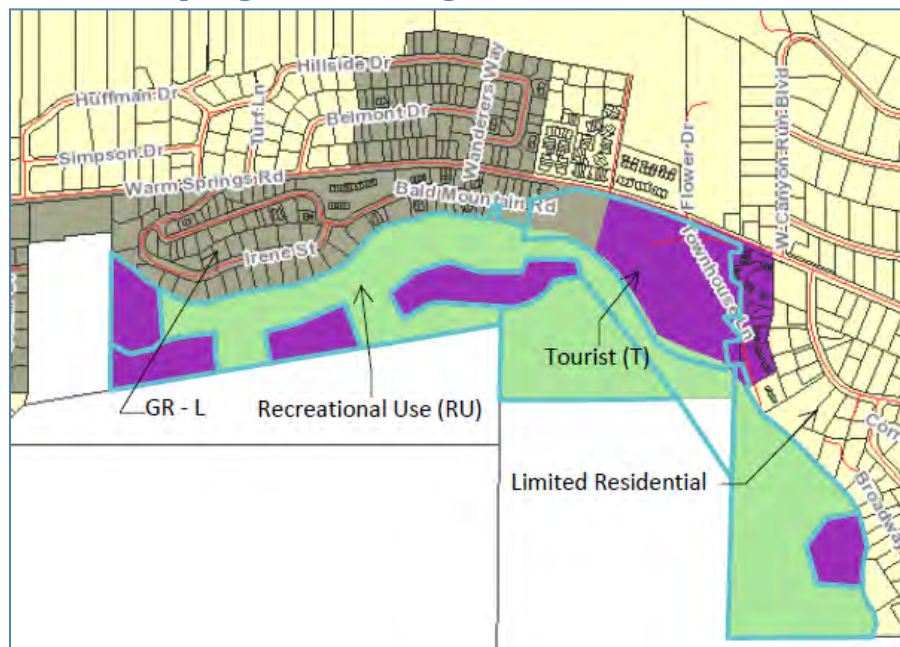 Hillside Dr
Huffman Dr
Turf Ln
Wanderers Way
Belmont Dr
Simpson Dr
Warm Springs Rd
Bald Mountain Rd
Flower Dr
W Canyon Run Blvd
Irene St
Townhouse Ln
Tourist (T)
GR - L
Recreational Use (RU)
Limited Residential
Broadway